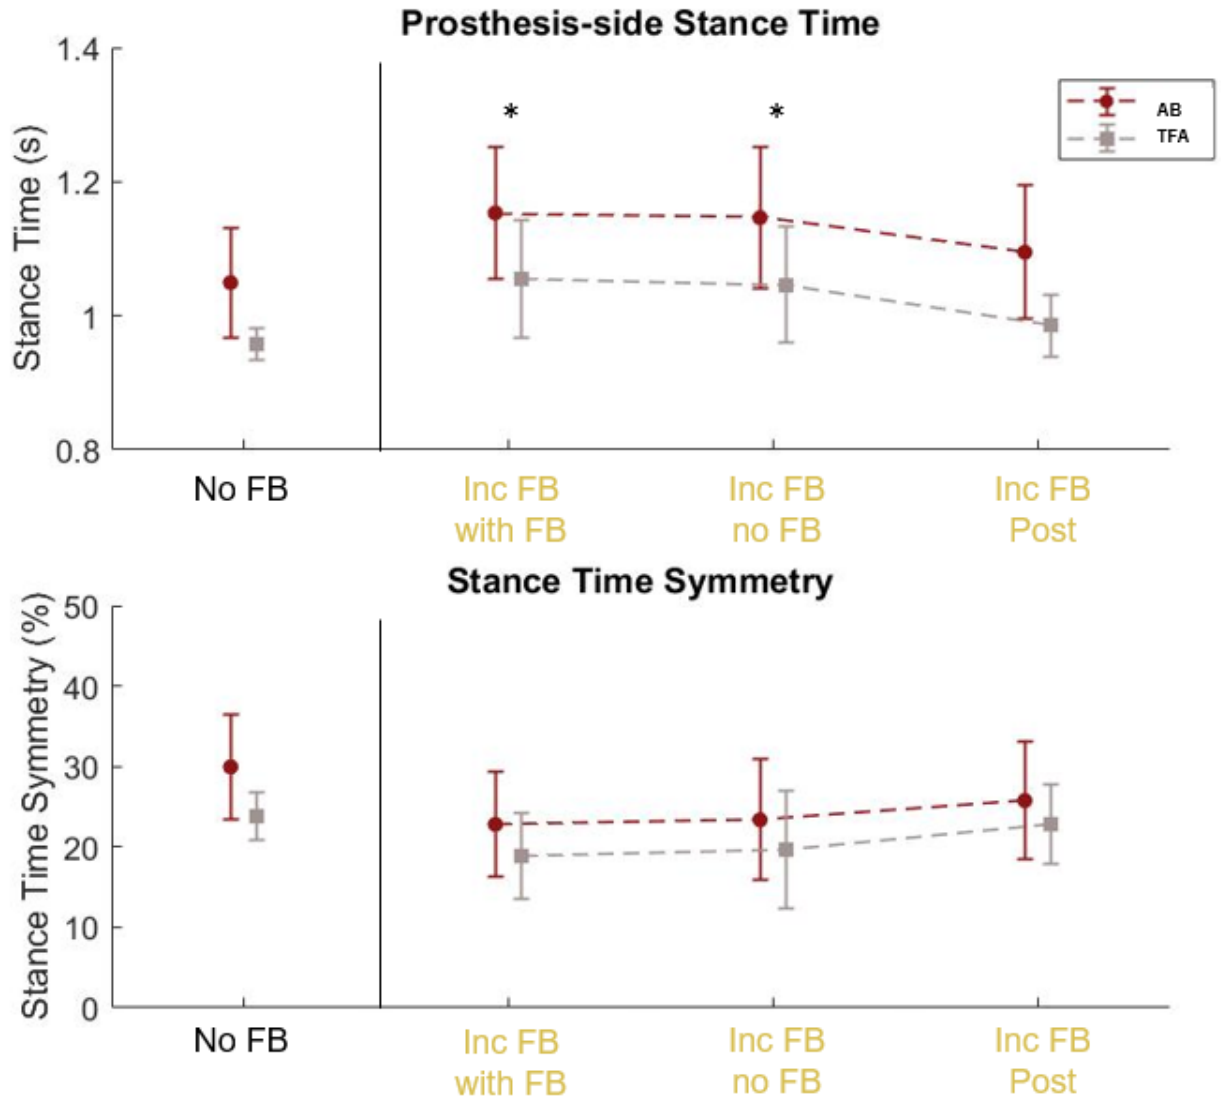 Prosthesis-side Stance Time
Stance Time (s)
1.4
1.2
1
0.8
*
*
AB
TFA
No FB
Inc FB
with FB
Inc FB
no FB
Inc FB
Post
Stance Time Symmetry
Stance Time Symmetry (%)
50
40
30
20
10
0
No FB
Inc FB
with FB
Inc FB
no FB
Inc FB
Post